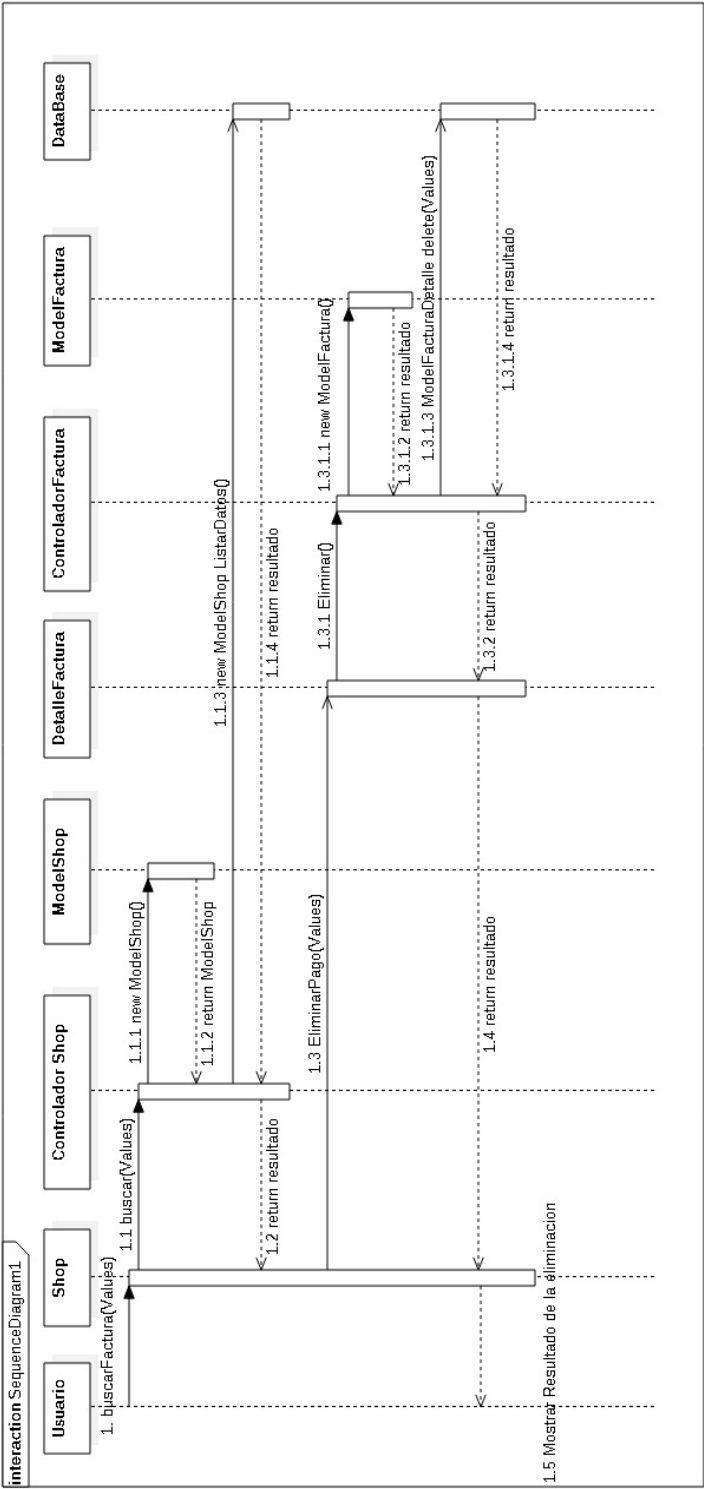 interaction SequenceDiagram1
Usuario
Shop
Controlador Shop
ModelShop
DetalleFactura
ControladorFactura
ModelFactura
DataBase
1. buscarFactura(Values)
1.1 buscar(Values)
1.1.1 new ModelShop()
1.1.2 return ModelShop
1.1.3 new ModelShop ListarDatos()
1.1.4 return resultado
1.2 return resultado
1.3 EliminarPago(Values)
1.3.1 Eliminar()
1.3.1.1 new ModelFactura()
1.3.1.2 return resultado
1.3.1.3 ModelFacturaDetalle delete(Values)
1.3.1.4 return resultado
1.3.2 return resultado
1.4 return resultado
1.5 Mostrar Resultado de la eliminacion